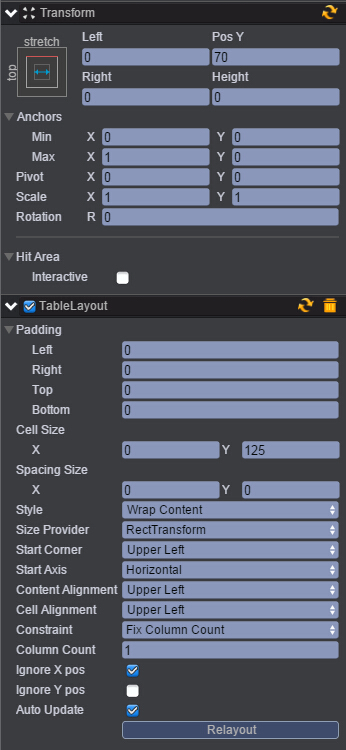 Transform
stretch
top
Left Pos Y
0 70
Right Height
0 0
Anchors
Min X 0 Y 0
Max X 1 Y 0
Pivot X 0 Y 0
Scale X 1 Y 1
Rotation R 0
Hit Area
Interactive
TableLayout
Padding
Left 0
Right 0
Top 0
Bottom 0
Cell Size
X 0 Y 125
Spacing Size
X 0 Y 0
Style Wrap Content
Size Provider RectTransform
Start Corner Upper Left
Start Axis Horizontal
Content Alignment Upper Left
Cell Alignment Upper Left
Constraint Fix Column Count
Column Count 1
Ignore X pos
Ignore Y pos
Auto Update
Relayout